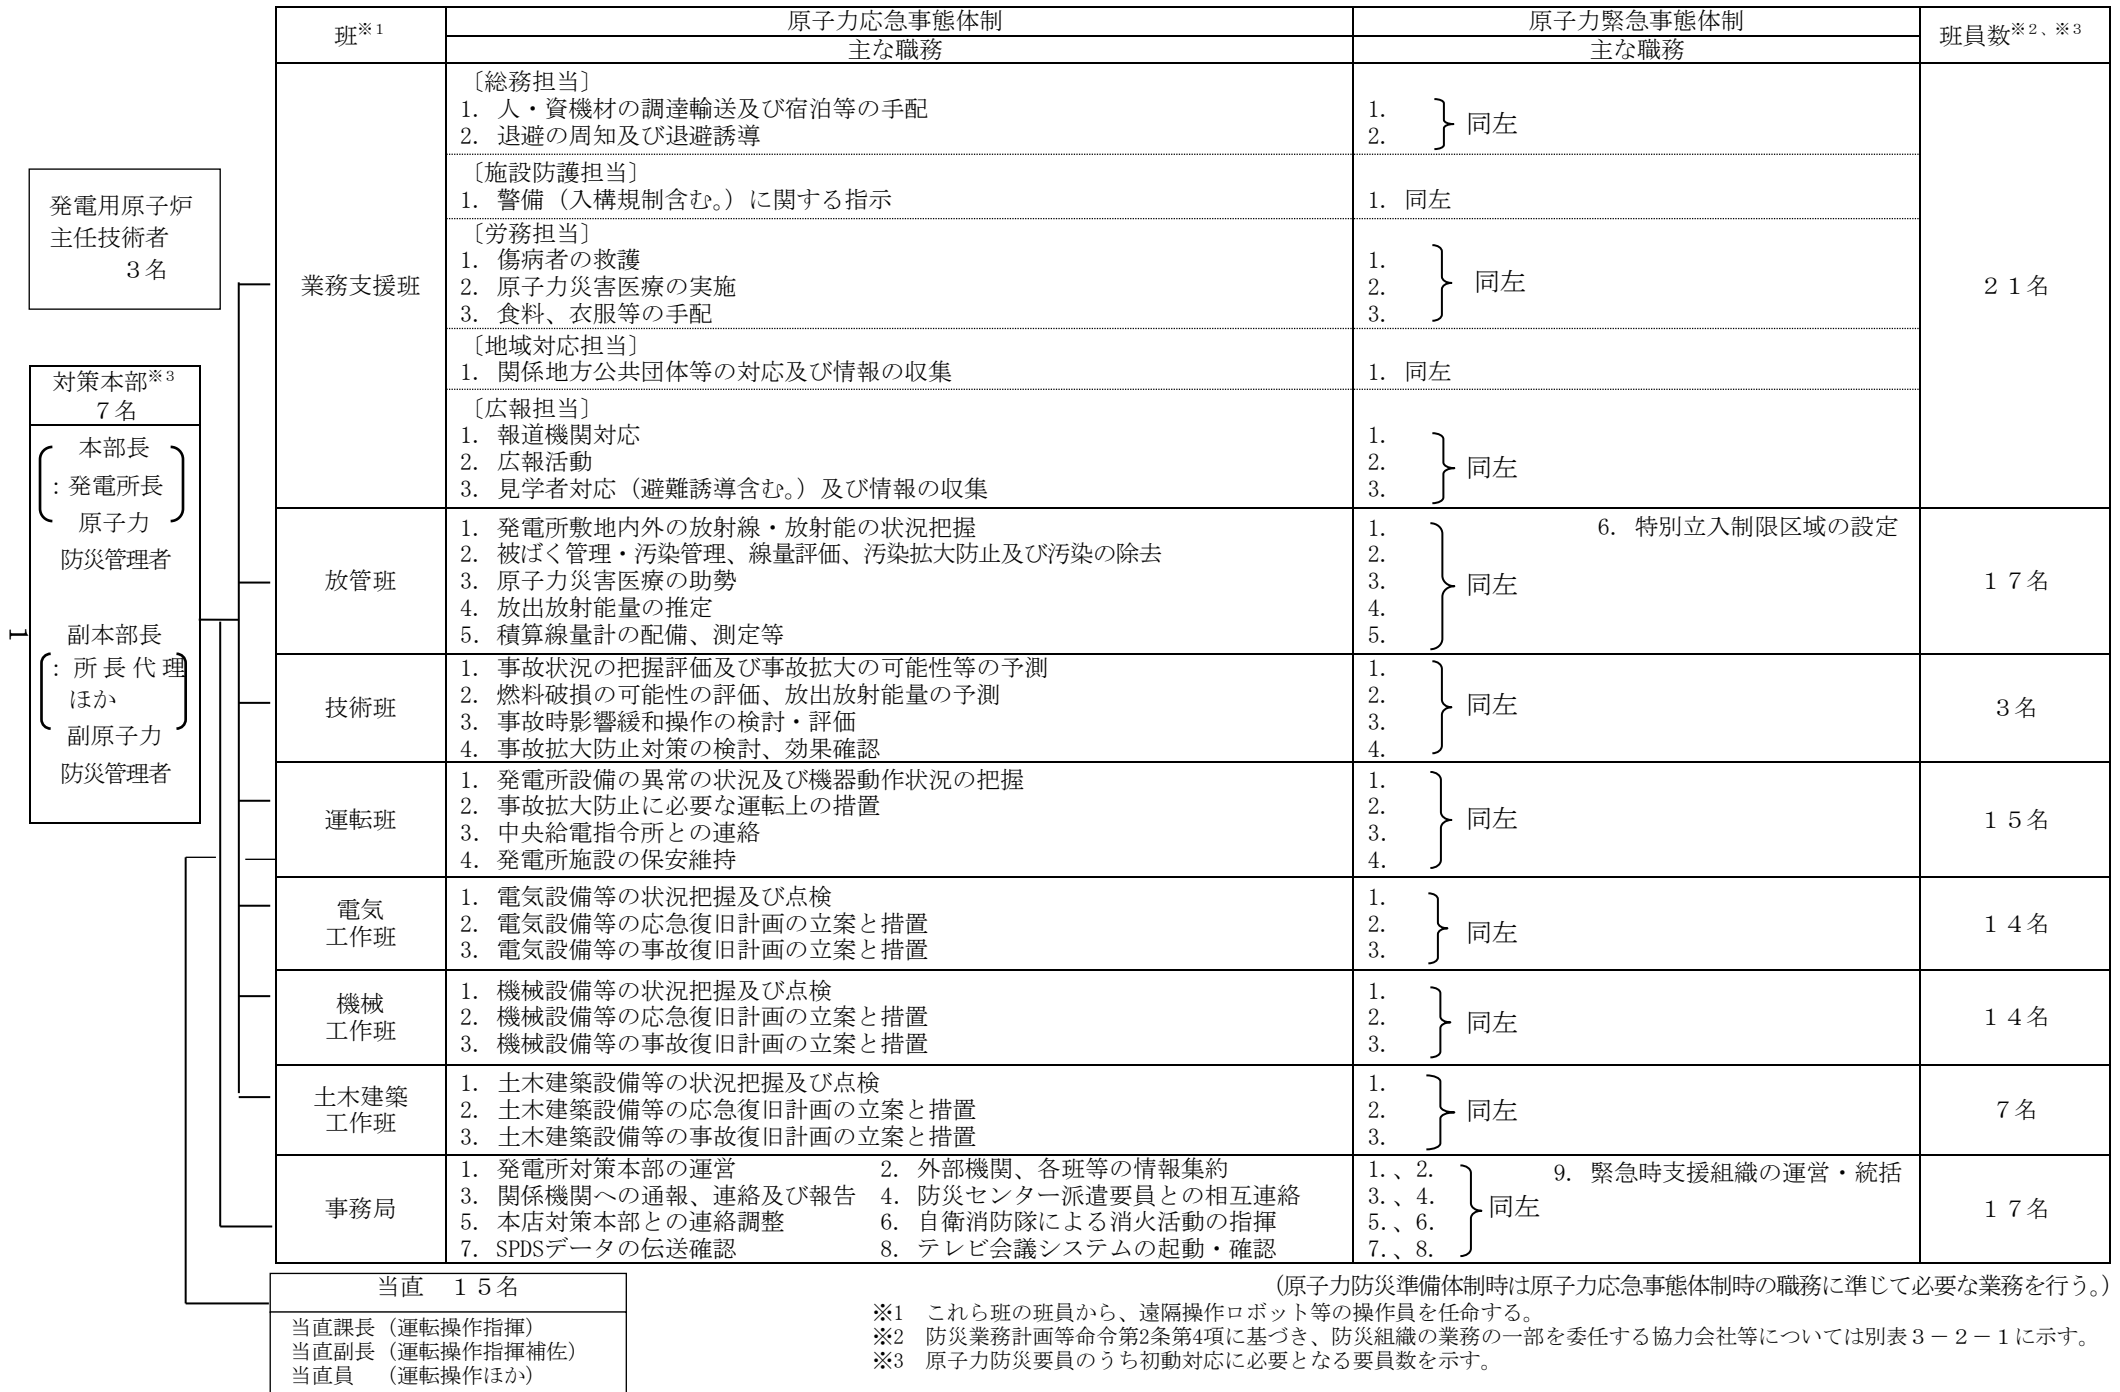 発電用原子炉
主任技術者
3名
対策本部※3
7名
本部長
：発電所長
原子力
防災管理者
副本部長
：所長代理
ほか
副原子力
防災管理者
1
班※1
原子力応急事態体制
主な職務
原子力緊急事態体制
主な職務
班員数※2、※3
業務支援班
〔総務担当〕
1. 人・資機材の調達輸送及び宿泊等の手配
2. 退避の周知及び退避誘導
1.
2.
同左
〔施設防護担当〕
1. 警備（入構規制含む。）に関する指示
1. 同左
〔労務担当〕
1. 傷病者の救護
2. 原子力災害医療の実施
3. 食料、衣服等の手配
1.
2.
3.
同左
〔地域対応担当〕
1. 関係地方公共団体等の対応及び情報の収集
1. 同左
〔広報担当〕
1. 報道機関対応
2. 広報活動
3. 見学者対応（避難誘導含む。）及び情報の収集
1.
2.
3.
同左
21名
放管班
1. 発電所敷地内外の放射線・放射能の状況把握
2. 被ばく管理・汚染管理、線量評価、汚染拡大防止及び汚染の除去
3. 原子力災害医療の助勢
4. 放出放射能量の推定
5. 積算線量計の配備、測定等
1.
2.
3.
4.
5.
同左
6. 特別立入制限区域の設定
17名
技術班
1. 事故状況の把握評価及び事故拡大の可能性等の予測
2. 燃料破損の可能性の評価、放出放射能量の予測
3. 事故時影響緩和操作の検討・評価
4. 事故拡大防止対策の検討、効果確認
1.
2.
3.
4.
同左
3名
運転班
1. 発電所設備の異常の状況及び機器動作状況の把握
2. 事故拡大防止に必要な運転上の措置
3. 中央給電指令所との連絡
4. 発電所施設の保安維持
1.
2.
3.
4.
同左
15名
電気
工作班
1. 電気設備等の状況把握及び点検
2. 電気設備等の応急復旧計画の立案と措置
3. 電気設備等の事故復旧計画の立案と措置
1.
2.
3.
同左
14名
機械
工作班
1. 機械設備等の状況把握及び点検
2. 機械設備等の応急復旧計画の立案と措置
3. 機械設備等の事故復旧計画の立案と措置
1.
2.
3.
同左
14名
土木建築
工作班
1. 土木建築設備等の状況把握及び点検
2. 土木建築設備等の応急復旧計画の立案と措置
3. 土木建築設備等の事故復旧計画の立案と措置
1.
2.
3.
同左
7名
事務局
1. 発電所対策本部の運営 2. 外部機関、各班等の情報集約
3. 関係機関への通報、連絡及び報告 4. 防災センター派遣要員との相互連絡
5. 本店対策本部との連絡調整 6. 自衛消防隊による消火活動の指揮
7. SPDSデータの伝送確認 8. テレビ会議システムの起動・確認
1.、2.
3.、4.
5.、6.
7.、8.
同左
9. 緊急時支援組織の運営・統括
17名
当直 15名
当直課長（運転操作指揮）
当直副長（運転操作指揮補佐）
当直員 （運転操作ほか）
（原子力防災準備体制時は原子力応急事態体制時の職務に準じて必要な業務を行う。）
※1 これら班の班員から、遠隔操作ロボット等の操作員を任命する。
※2 防災業務計画等命令第2条第4項に基づき、防災組織の業務の一部を委任する協力会社等については別表3－2－1に示す。
※3 原子力防災要員のうち初動対応に必要となる要員数を示す。